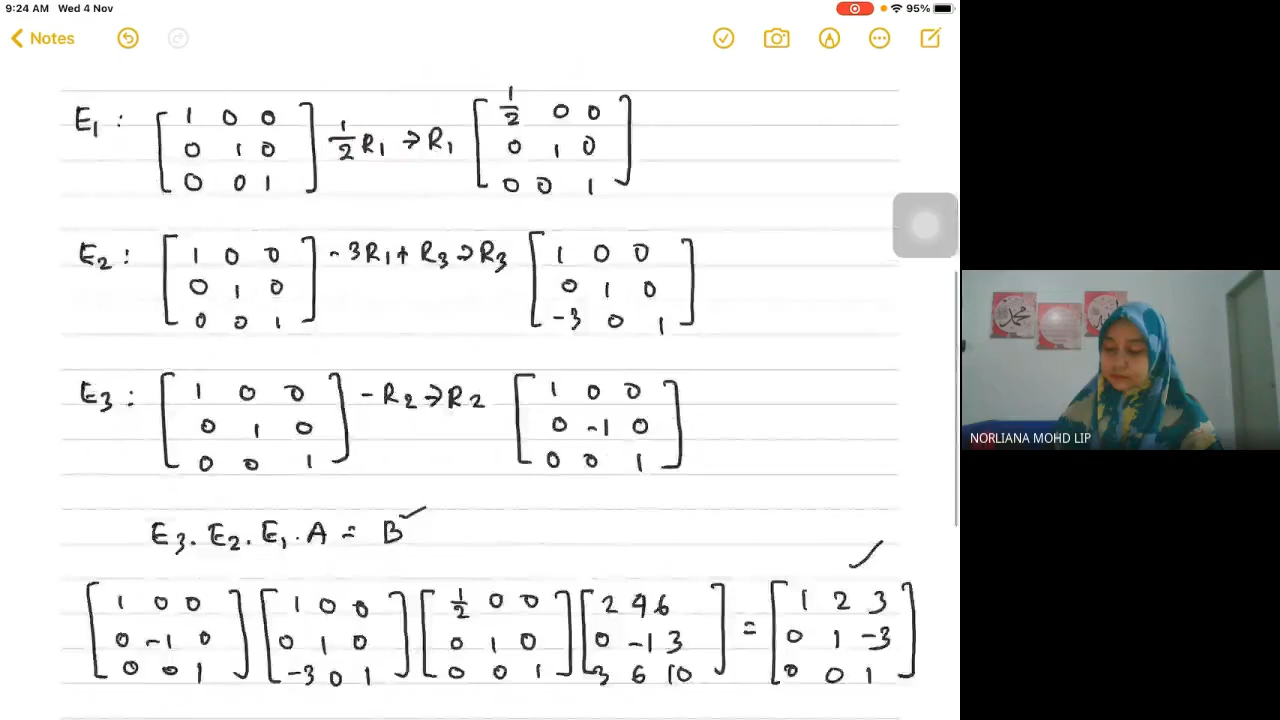 9:24 AM Wed 4 Nov
95%
Notes
E1 : [ 1 0 0 ; 0 1 0 ; 0 0 1 ] 1/2 R1 → R1 [ 1/2 0 0 ; 0 1 0 ; 0 0 1 ]
E2 : [ 1 0 0 ; 0 1 0 ; 0 0 1 ] -3R1 + R3 → R3 [ 1 0 0 ; 0 1 0 ; -3 0 1 ]
E3 : [ 1 0 0 ; 0 1 0 ; 0 0 1 ] -R2 → R2 [ 1 0 0 ; 0 -1 0 ; 0 0 1 ]
E3 . E2 . E1 . A = B ✓
[ 1 0 0 ; 0 -1 0 ; 0 0 1 ] [ 1 0 0 ; 0 1 0 ; -3 0 1 ] [ 1/2 0 0 ; 0 1 0 ; 0 0 1 ] [ 2 4 6 ; 0 -1 3 ; 3 6 10 ] = [ 1 2 3 ; 0 1 -3 ; 0 0 1 ] ✓
محمد
NORLIANA MOHD LIP